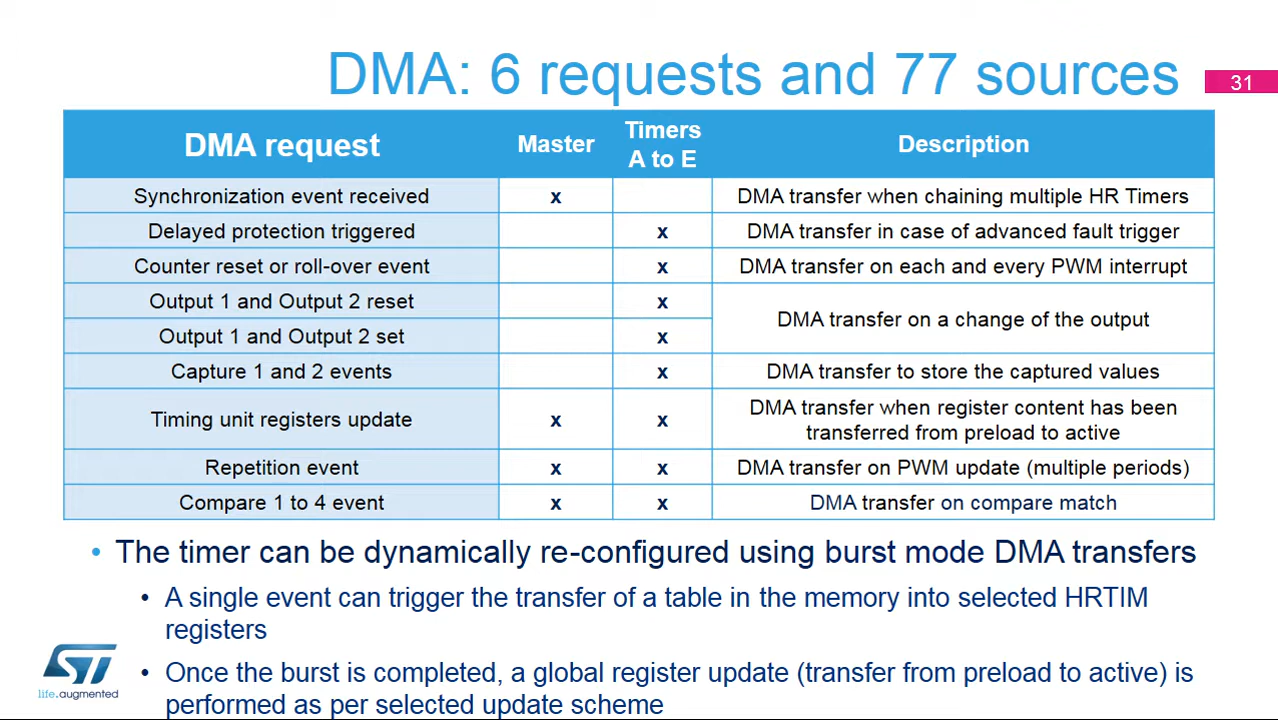 DMA: 6 requests and 77 sources
31
DMA request
Master
Timers
A to E
Description
Synchronization event received
x
DMA transfer when chaining multiple HR Timers
Delayed protection triggered
x
DMA transfer in case of advanced fault trigger
Counter reset or roll-over event
x
DMA transfer on each and every PWM interrupt
Output 1 and Output 2 reset
x
DMA transfer on a change of the output
Output 1 and Output 2 set
x
Capture 1 and 2 events
x
DMA transfer to store the captured values
Timing unit registers update
x
x
DMA transfer when register content has been
transferred from preload to active
Repetition event
x
x
DMA transfer on PWM update (multiple periods)
Compare 1 to 4 event
x
x
DMA transfer on compare match
• The timer can be dynamically re-configured using burst mode DMA transfers
• A single event can trigger the transfer of a table in the memory into selected HRTIM
registers
• Once the burst is completed, a global register update (transfer from preload to active) is
performed as per selected update scheme
ST
life.augmented